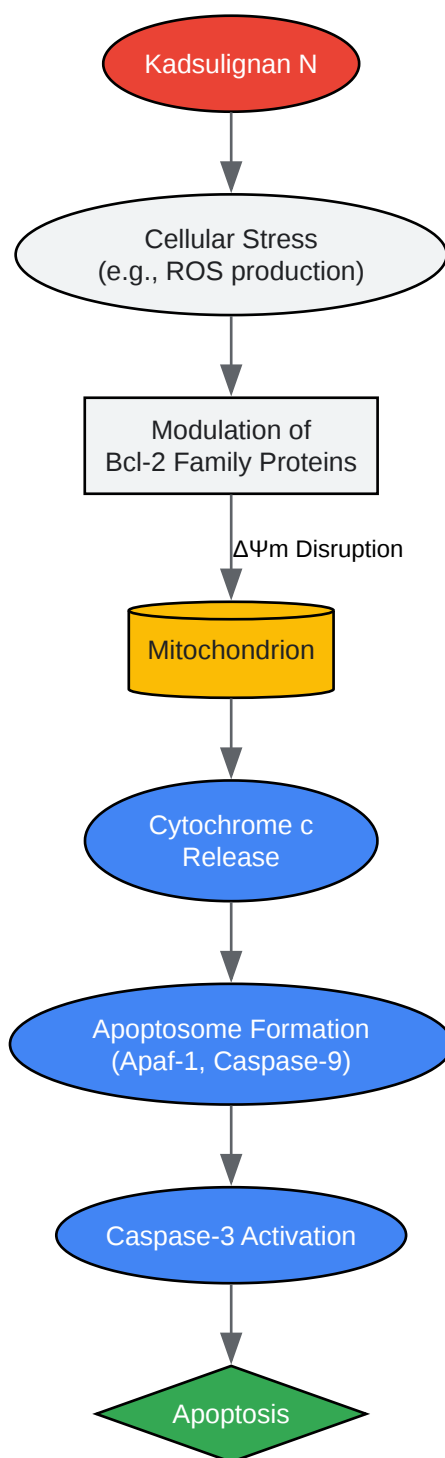 Kadsulignan N
Cellular Stress
(e.g., ROS production)
Modulation of
Bcl-2 Family Proteins
ΔΨm Disruption
Mitochondrion
Cytochrome c
Release
Apoptosome Formation
(Apaf-1, Caspase-9)
Caspase-3 Activation
Apoptosis